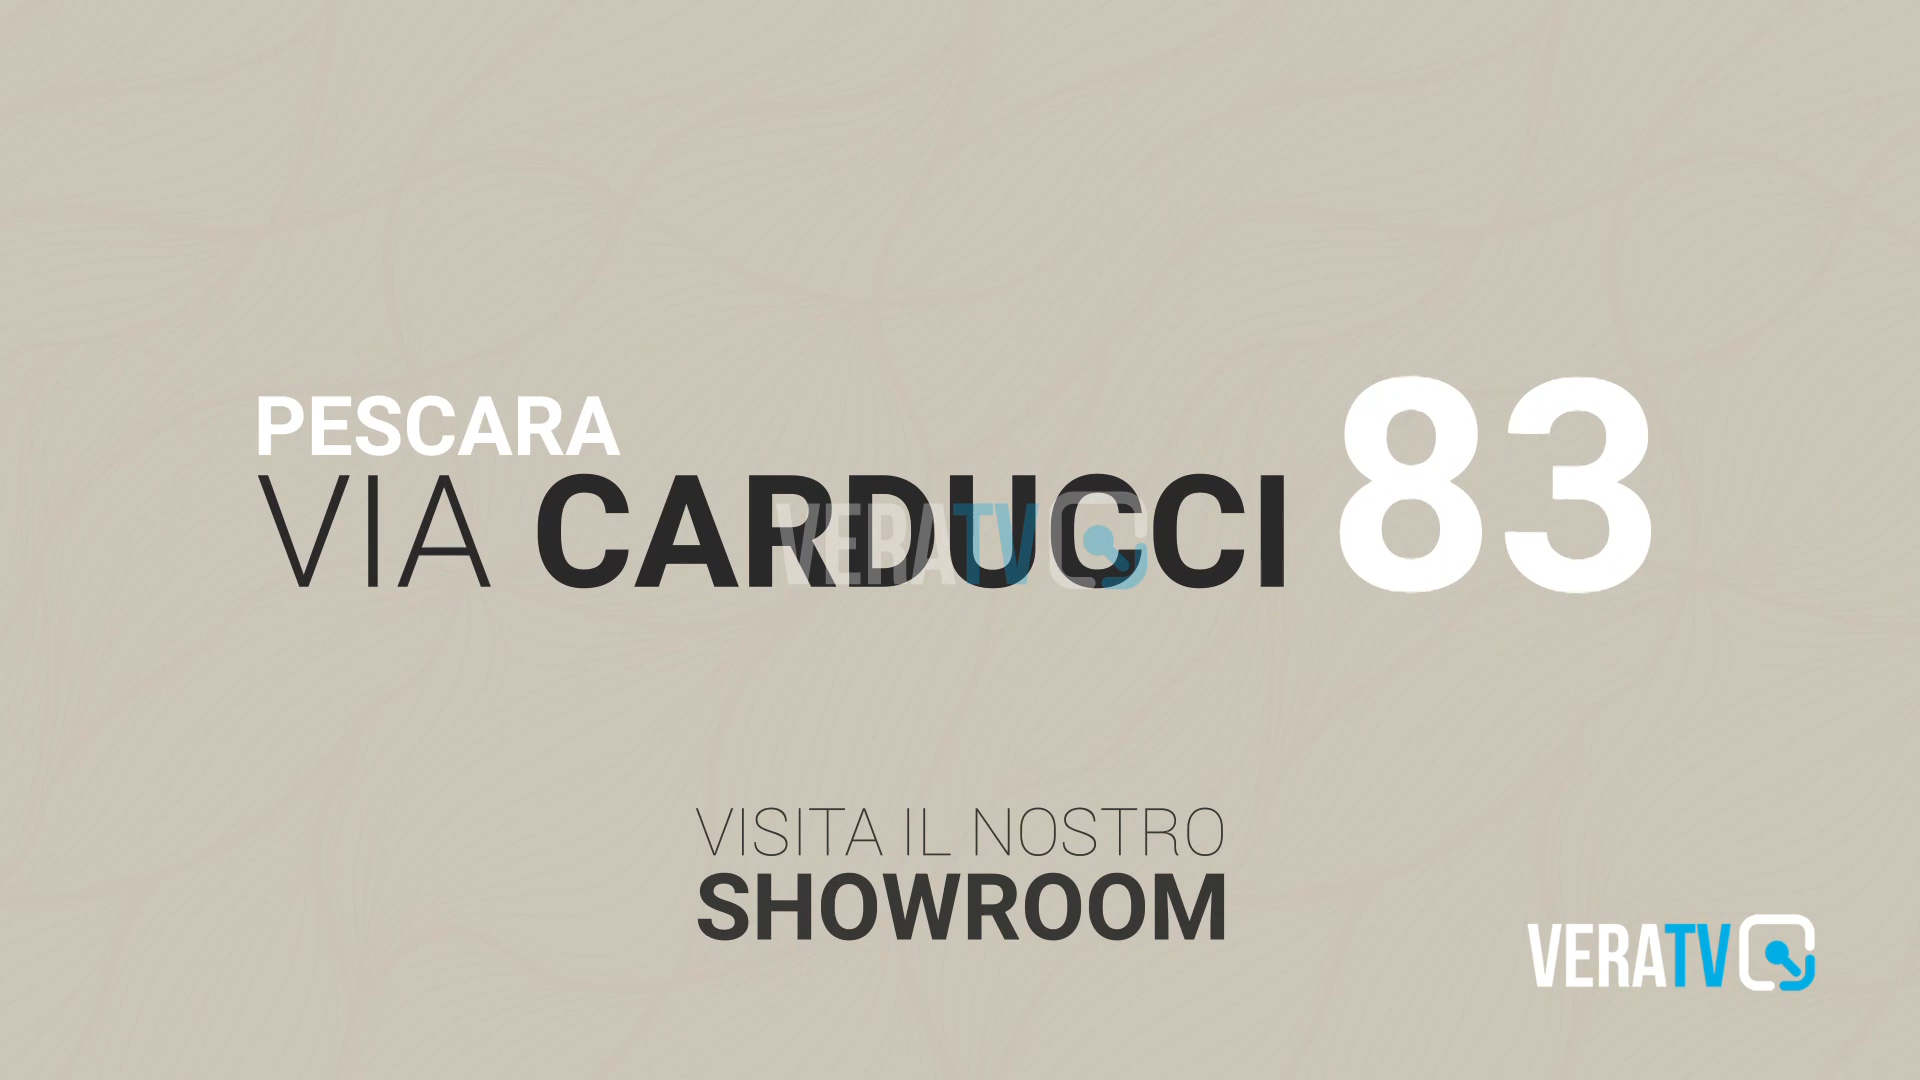 PESCARA
VIA CARDUCCI 83
VERATV
VISITA IL NOSTRO
SHOWROOM
VERATV